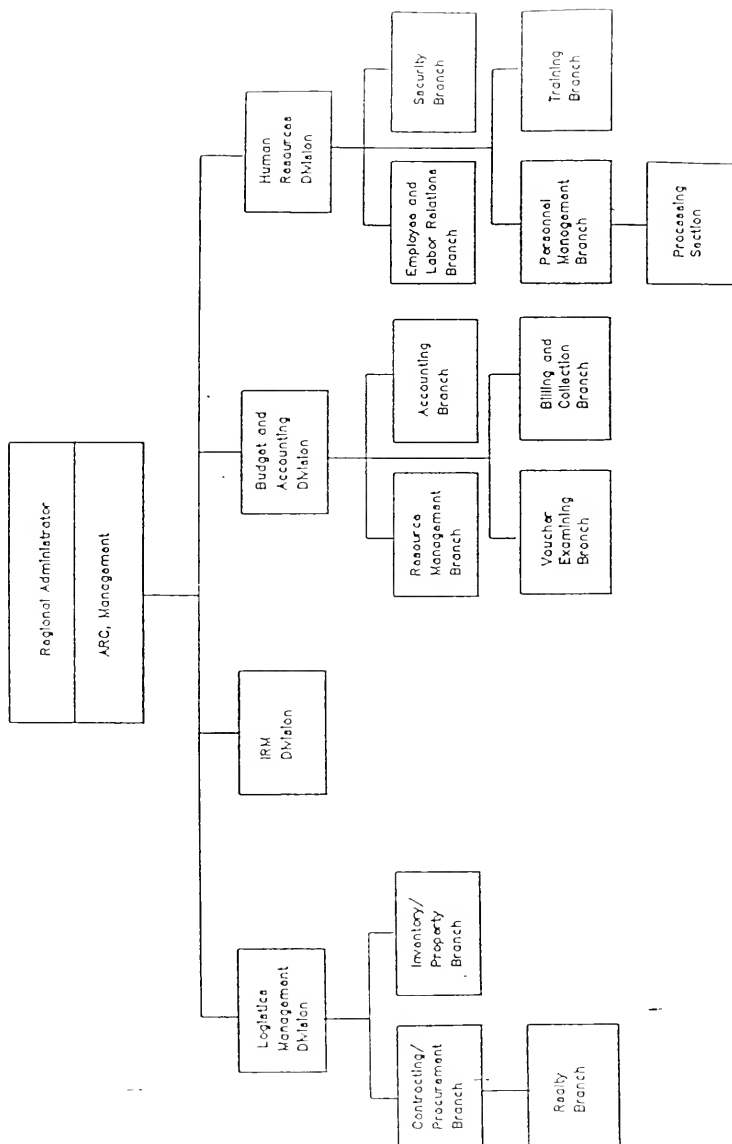 Regional Administrator
ARC, Management
Logistics
Management
Division
IRM
Division
Budget and
Accounting
Division
Human
Resources
Division
Contracting/
Procurement
Branch
Inventory/
Property
Branch
Realty
Branch
Resource
Management
Branch
Accounting
Branch
Voucher
Examining
Branch
Billing and
Collection
Branch
Employee and
Labor Relations
Branch
Security
Branch
Personnel
Management
Branch
Training
Branch
Processing
Section